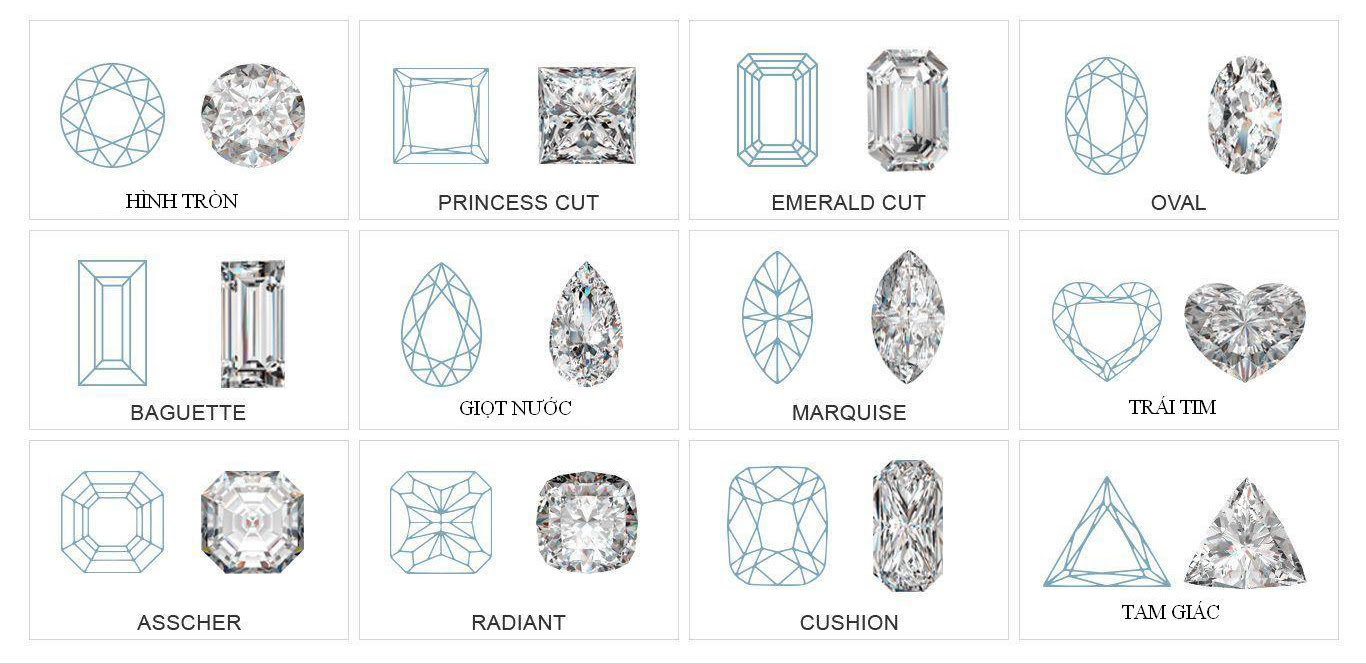 HÌNH TRÒN
PRINCESS CUT
EMERALD CUT
OVAL
BAGUETTE
GIỌT NƯỚC
MARQUISE
TRÁI TIM
ASSCHER
RADIANT
CUSHION
TAM GIÁC